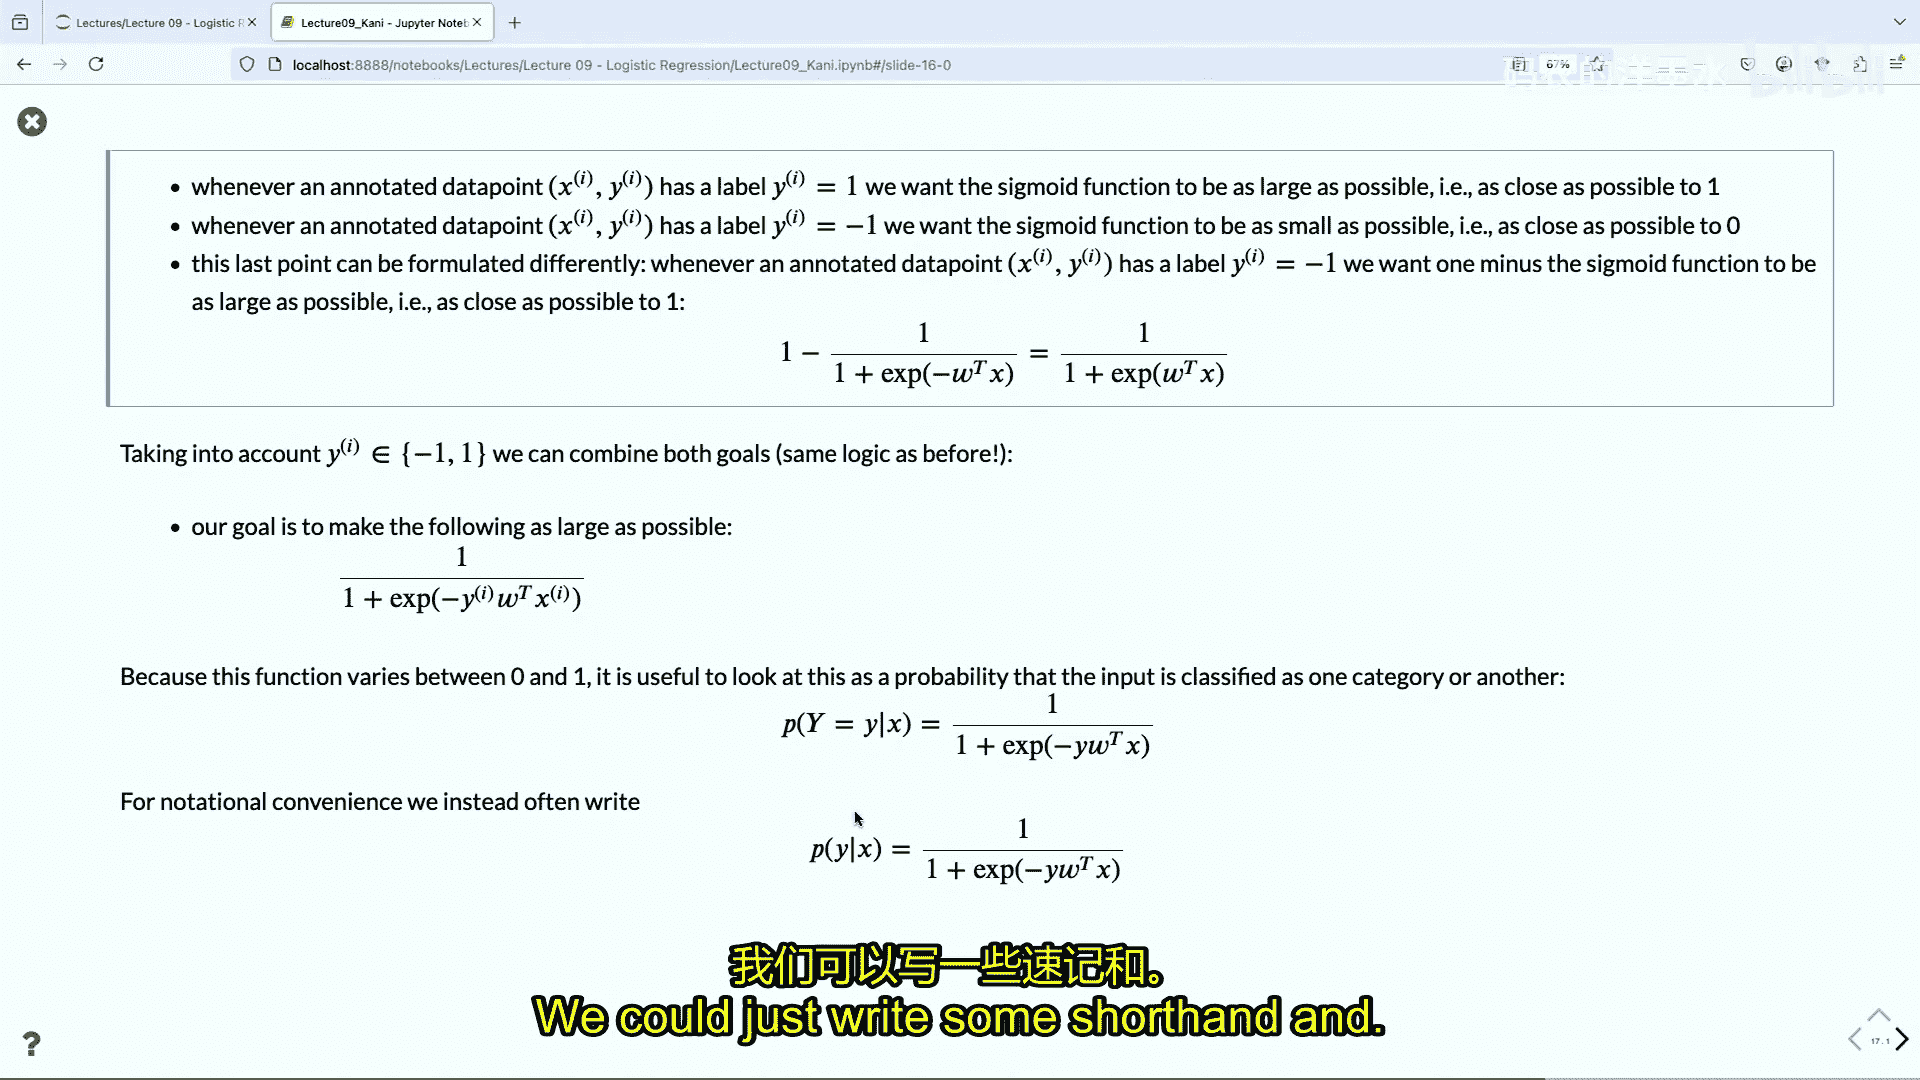 Lectures/Lecture 09 - Logistic R
Lecture09_Kani - Jupyter Noteb
localhost:8888/notebooks/Lectures/Lecture 09 - Logistic Regression/Lecture09_Kani.ipynb#/slide-16-0
67%
• whenever an annotated datapoint (x^(i), y^(i)) has a label y^(i) = 1 we want the sigmoid function to be as large as possible, i.e., as close as possible to 1
• whenever an annotated datapoint (x^(i), y^(i)) has a label y^(i) = −1 we want the sigmoid function to be as small as possible, i.e., as close as possible to 0
• this last point can be formulated differently: whenever an annotated datapoint (x^(i), y^(i)) has a label y^(i) = −1 we want one minus the sigmoid function to be
as large as possible, i.e., as close as possible to 1:
1 − 1 / (1 + exp(−w^T x)) = 1 / (1 + exp(w^T x))
Taking into account y^(i) ∈ {−1, 1} we can combine both goals (same logic as before!):
• our goal is to make the following as large as possible:
1 / (1 + exp(−y^(i) w^T x^(i)))
Because this function varies between 0 and 1, it is useful to look at this as a probability that the input is classified as one category or another:
p(Y = y|x) = 1 / (1 + exp(−yw^T x))
For notational convenience we instead often write
p(y|x) = 1 / (1 + exp(−yw^T x))
我们可以写一些速记和。
We could just write some shorthand and.
?
17.1